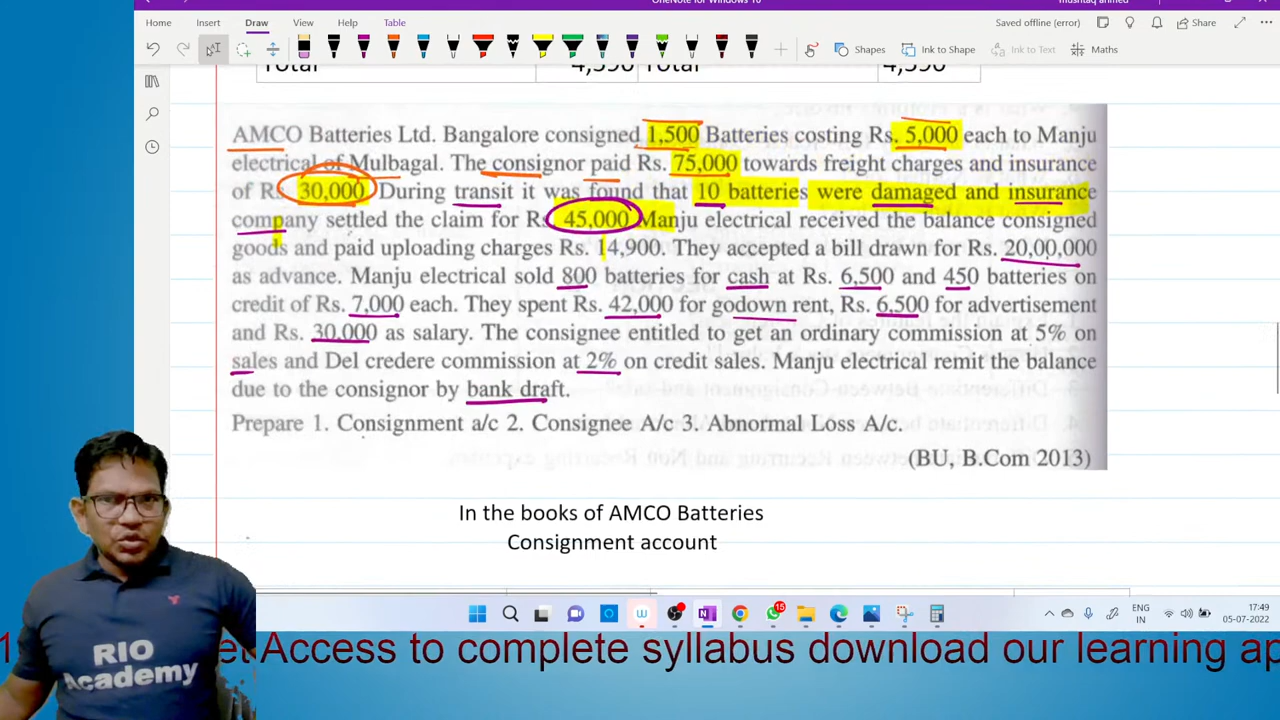 OneNote for Windows 10
mushtaq ahmed
Home Insert Draw View Help Table
Saved offline (error) Share
Shapes Ink to Shape Ink to Text Maths
Total 4,590 Total 4,590
AMCO Batteries Ltd. Bangalore consigned 1,500 Batteries costing Rs. 5,000 each to Manju
electrical of Mulbagal. The consignor paid Rs. 75,000 towards freight charges and insurance
of Rs. 30,000 During transit it was found that 10 batteries were damaged and insurance
company settled the claim for Rs 45,000 Manju electrical received the balance consigned
goods and paid uploading charges Rs. 14,900. They accepted a bill drawn for Rs. 20,00,000
as advance. Manju electrical sold 800 batteries for cash at Rs. 6,500 and 450 batteries on
credit of Rs. 7,000 each. They spent Rs. 42,000 for godown rent, Rs. 6,500 for advertisement
and Rs. 30,000 as salary. The consignee entitled to get an ordinary commission at 5% on
sales and Del credere commission at 2% on credit sales. Manju electrical remit the balance
due to the consignor by bank draft.
Prepare 1. Consignment a/c 2. Consignee A/c 3. Abnormal Loss A/c.
(BU, B.Com 2013)
In the books of AMCO Batteries
Consignment account
15
ENG
IN
17:49
05-07-2022
RIO
Academy
1 et Access to complete syllabus download our learning ap